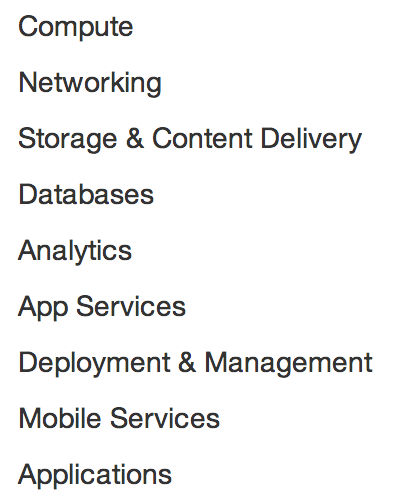 Compute
Networking
Storage & Content Delivery
Databases
Analytics
App Services
Deployment & Management
Mobile Services
Applications